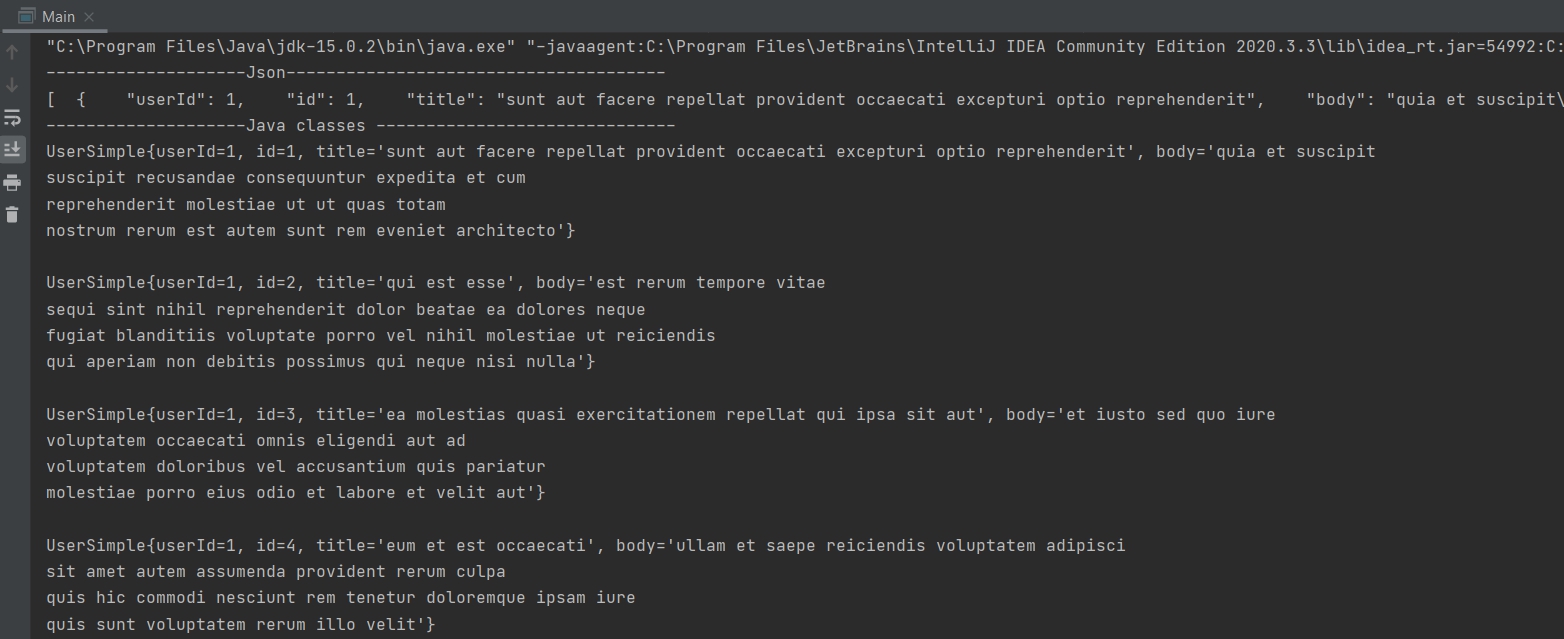 Main
"C:\Program Files\Java\jdk-15.0.2\bin\java.exe" "-javaagent:C:\Program Files\JetBrains\IntelliJ IDEA Community Edition 2020.3.3\lib\idea_rt.jar=54992:C:
--------------------Json--------------------------------------
[  {    "userId": 1,    "id": 1,    "title": "sunt aut facere repellat provident occaecati excepturi optio reprehenderit",    "body": "quia et suscipit\
--------------------Java classes ------------------------------
UserSimple{userId=1, id=1, title='sunt aut facere repellat provident occaecati excepturi optio reprehenderit', body='quia et suscipit
suscipit recusandae consequuntur expedita et cum
reprehenderit molestiae ut ut quas totam
nostrum rerum est autem sunt rem eveniet architecto'}
UserSimple{userId=1, id=2, title='qui est esse', body='est rerum tempore vitae
sequi sint nihil reprehenderit dolor beatae ea dolores neque
fugiat blanditiis voluptate porro vel nihil molestiae ut reiciendis
qui aperiam non debitis possimus qui neque nisi nulla'}
UserSimple{userId=1, id=3, title='ea molestias quasi exercitationem repellat qui ipsa sit aut', body='et iusto sed quo iure
voluptatem occaecati omnis eligendi aut ad
voluptatem doloribus vel accusantium quis pariatur
molestiae porro eius odio et labore et velit aut'}
UserSimple{userId=1, id=4, title='eum et est occaecati', body='ullam et saepe reiciendis voluptatem adipisci
sit amet autem assumenda provident rerum culpa
quis hic commodi nesciunt rem tenetur doloremque ipsam iure
quis sunt voluptatem rerum illo velit'}